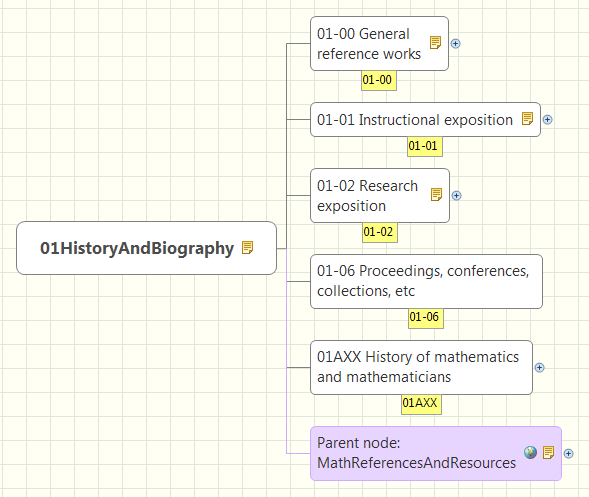 01-00 General
reference works
01-00
01-01 Instructional exposition
01-01
01-02 Research
exposition
01-02
01HistoryAndBiography
01-06 Proceedings, conferences,
collections, etc
01-06
01AXX History of mathematics
and mathematicians
01AXX
Parent node:
MathReferencesAndResources